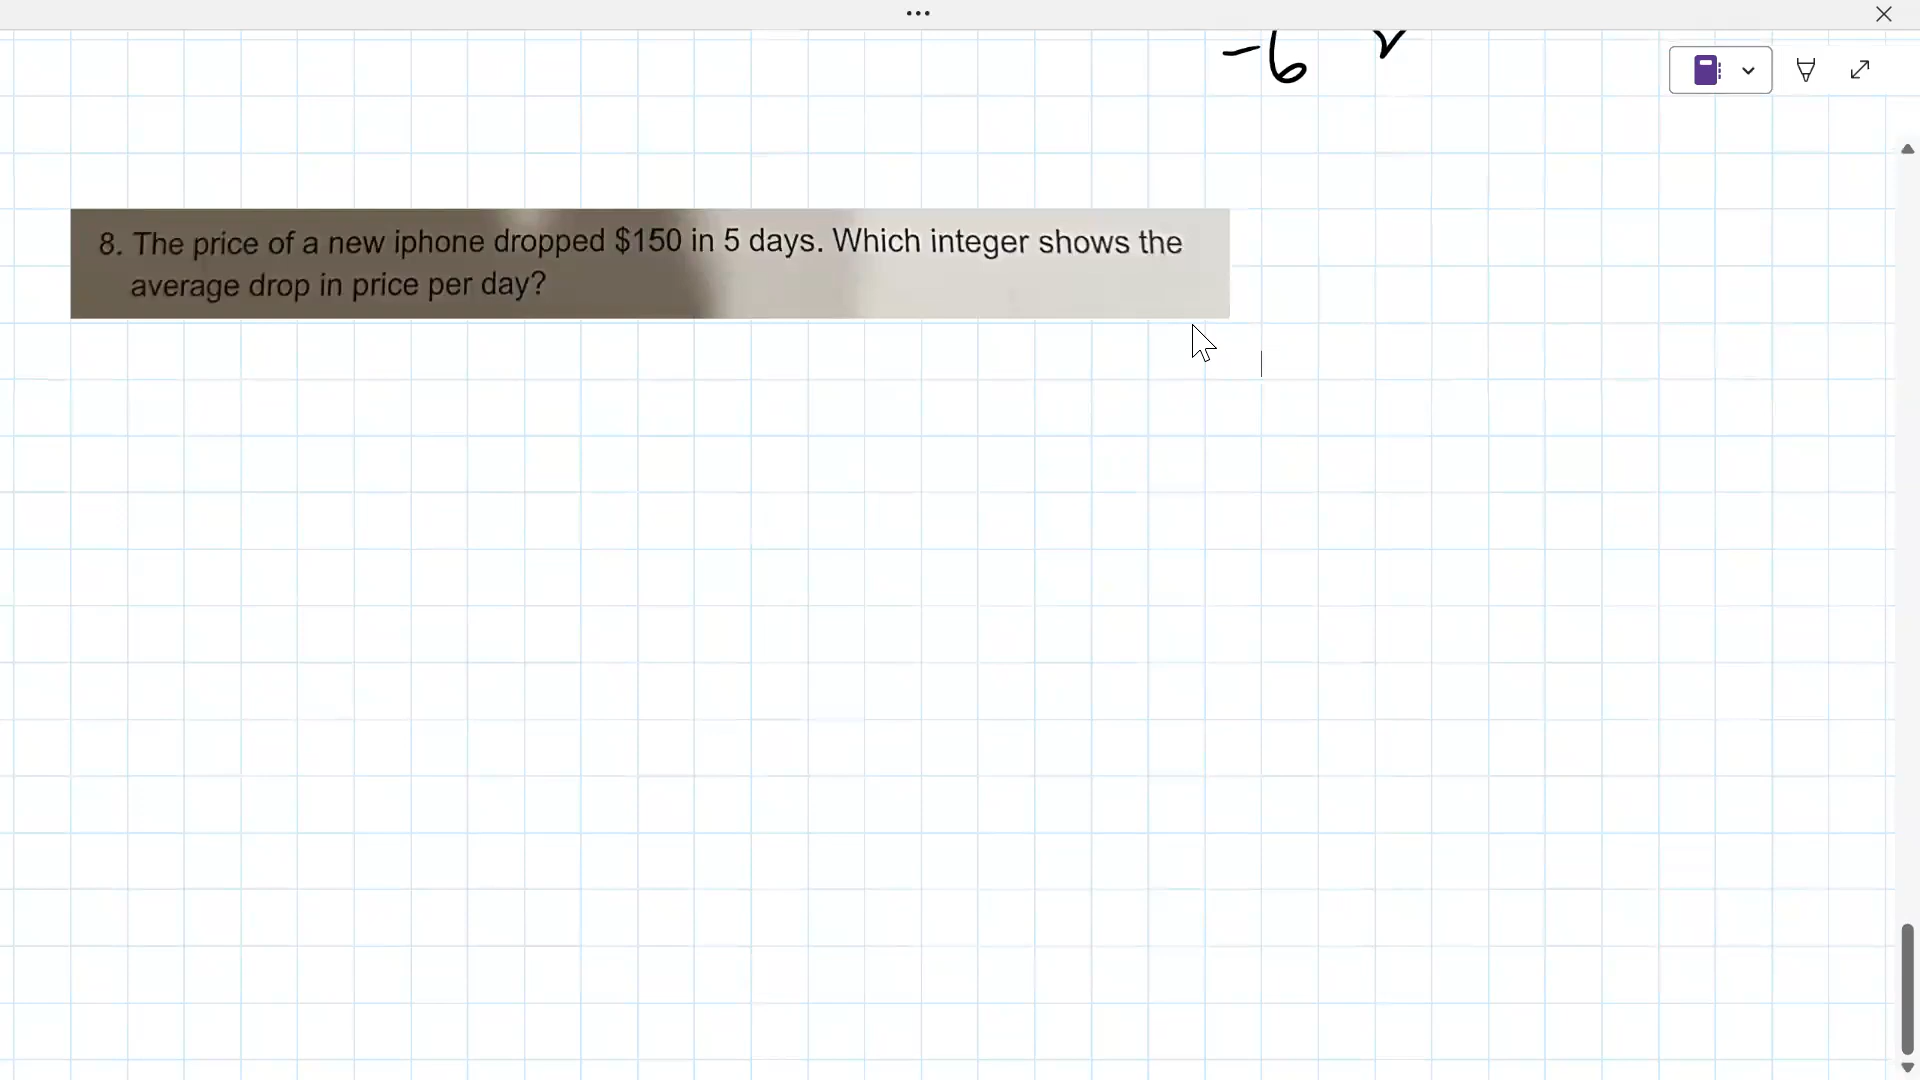 -6
8. The price of a new iphone dropped $150 in 5 days. Which integer shows the
average drop in price per day?